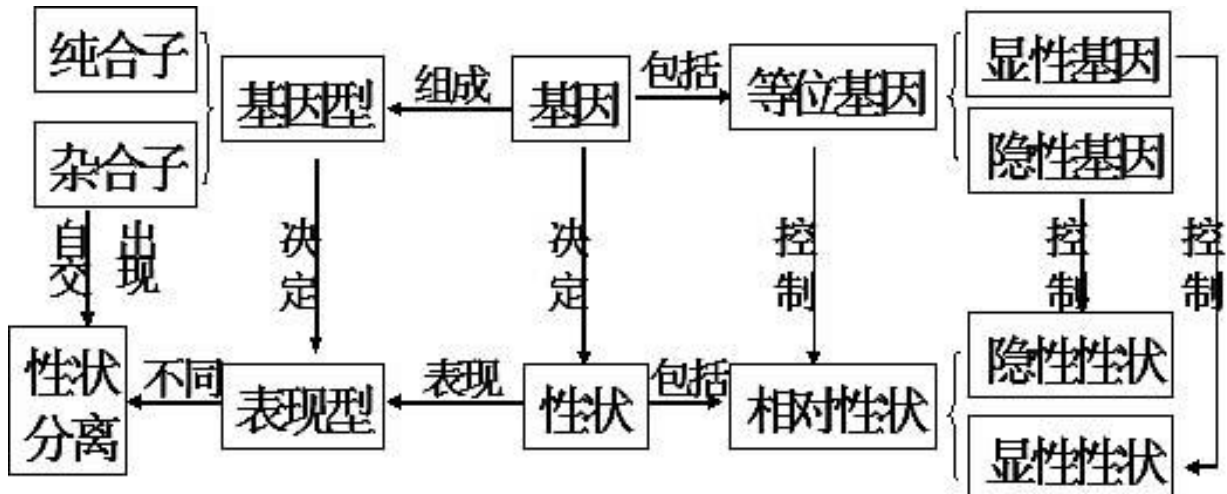 纯合子
杂合子
基因型
组成
基因
包括
等位基因
显性基因
隐性基因
自交
出现
决定
决定
控制
控制
控制
性状
分离
不同
表现型
表现
性状
包括
相对性状
隐性性状
显性性状